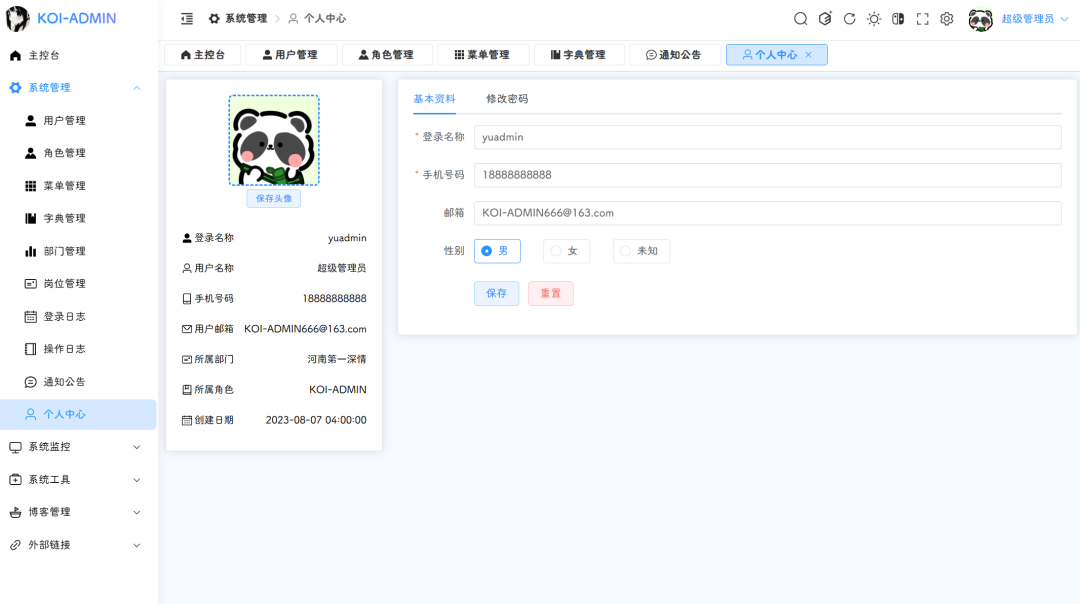 KOI-ADMIN
主控台
系统管理
用户管理
角色管理
菜单管理
字典管理
部门管理
岗位管理
登录日志
操作日志
通知公告
个人中心
系统监控
系统工具
博客管理
外部链接
系统管理 > 个人中心
超级管理员
主控台 用户管理 角色管理 菜单管理 字典管理 通知公告 个人中心 ×
保存头像
登录名称 yuadmin
用户名称 超级管理员
手机号码 18888888888
用户邮箱 KOI-ADMIN666@163.com
所属部门 河南第一深情
所属角色 KOI-ADMIN
创建日期 2023-08-07 04:00:00
基本资料 修改密码
* 登录名称 yuadmin
* 手机号码 18888888888
邮箱 KOI-ADMIN666@163.com
性别 男 女 未知
保存 重置